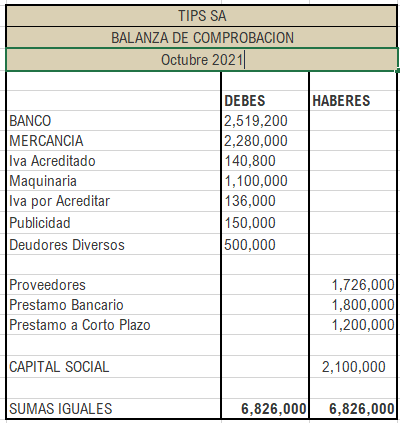 TIPS SA
BALANZA DE COMPROBACION
Octubre 2021
DEBES HABERES
BANCO 2,519,200
MERCANCIA 2,280,000
Iva Acreditado 140,800
Maquinaria 1,100,000
Iva por Acreditar 136,000
Publicidad 150,000
Deudores Diversos 500,000
Proveedores 1,726,000
Prestamo Bancario 1,800,000
Prestamo a Corto Plazo 1,200,000
CAPITAL SOCIAL 2,100,000
SUMAS IGUALES 6,826,000 6,826,000